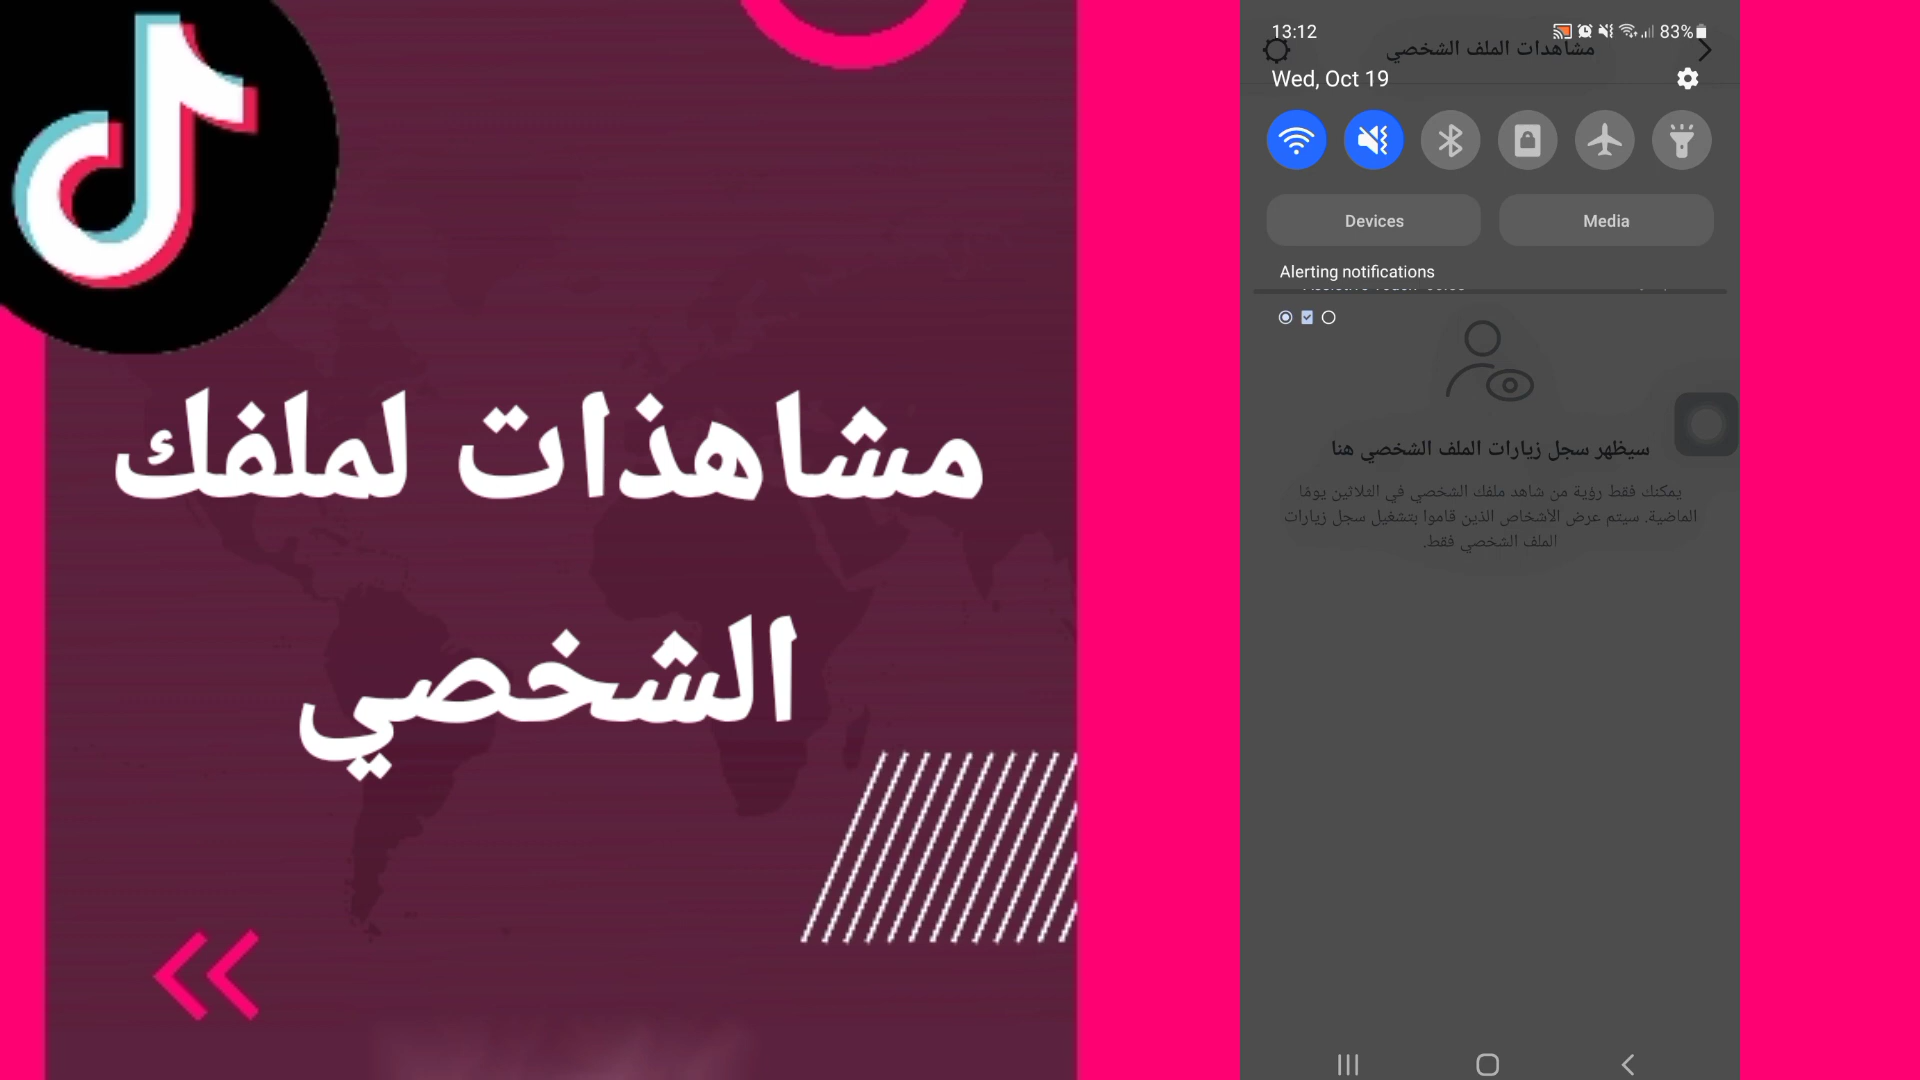 مشاهذات لملفك
الشخصي
13:12
83%
مشاهدات الملف الشخصي
Wed, Oct 19
Devices
Media
Alerting notifications
سيظهر سجل زيارات الملف الشخصي هنا
يمكنك فقط رؤية من شاهد ملفك الشخصي في الثلاثين يومًا
الماضية. سيتم عرض الأشخاص الذين قاموا بتشغيل سجل زيارات
الملف الشخصي فقط.